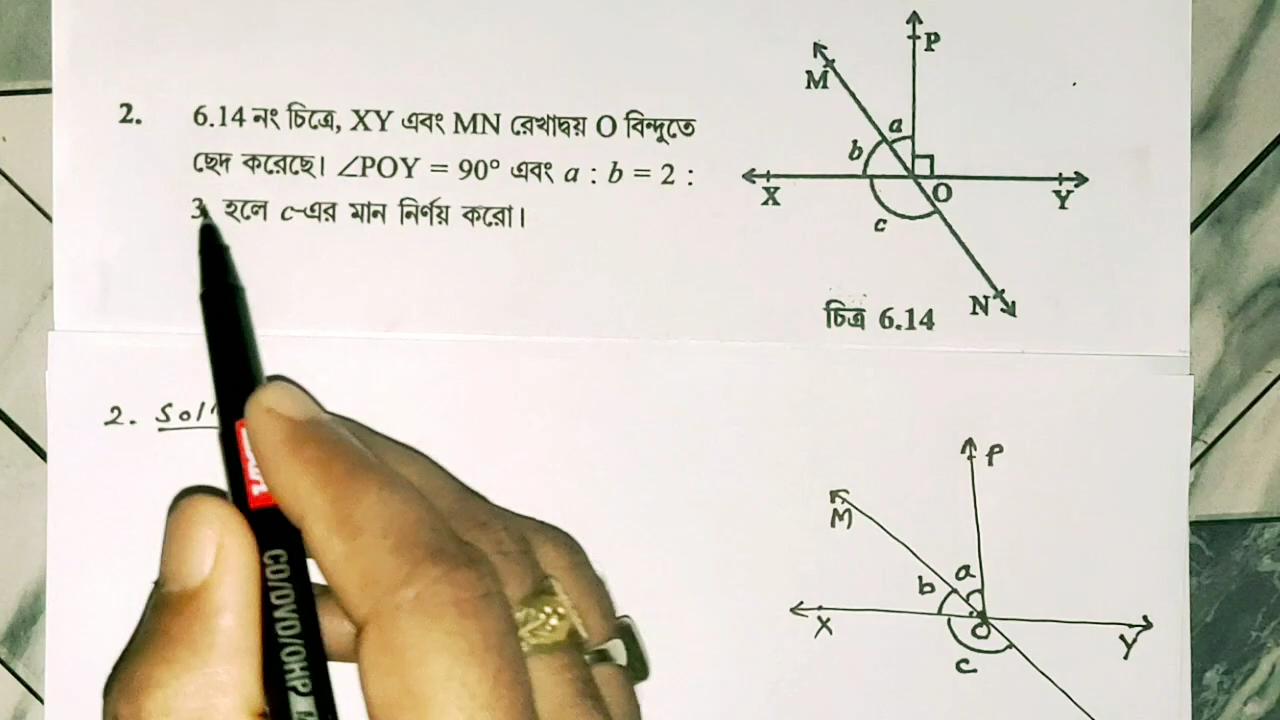 2. 6.14 নং চিত্রে, XY এবং MN রেখাদ্বয় O বিন্দুতে
ছেদ করেছে। ∠POY = 90° এবং a : b = 2 :
3 হলে c-এর মান নির্ণয় করো।
P
M
a
b
X
O
Y
c
N
চিত্র 6.14
2. Sol
P
M
a
b
X
O
Y
c
CD/DVD/OHP